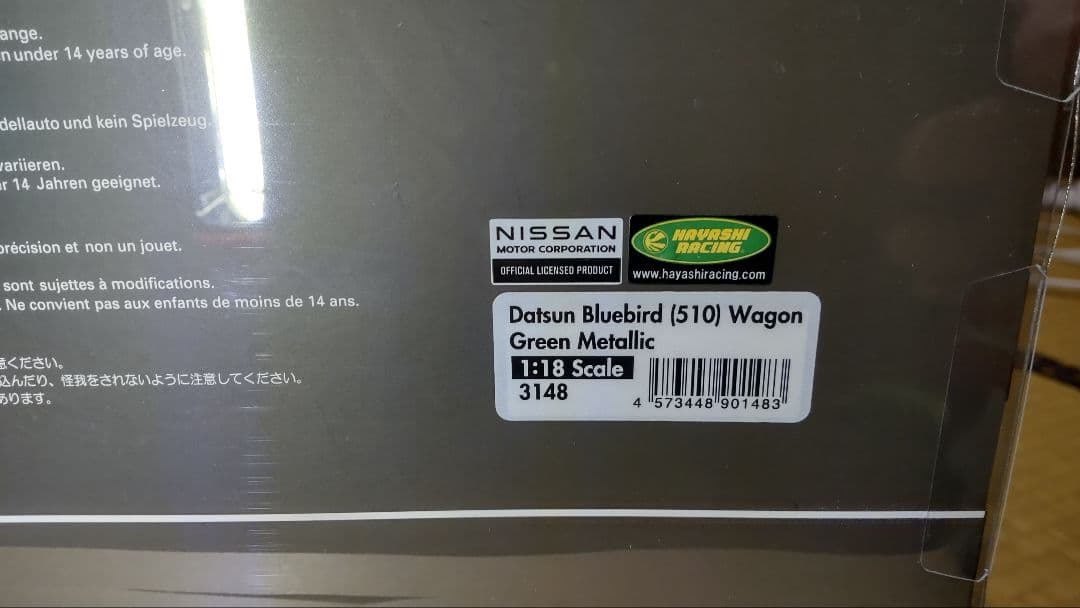 ange.
n under 14 years of age.
dellauto und kein Spielzeug.
variieren.
r 14 Jahren geeignet.
précision et non un jouet.
sont sujettes à modifications.
. Ne convient pas aux enfants de moins de 14 ans.
意ください。
込んだり、怪我をされないように注意してください。
あります。
NISSAN
MOTOR CORPORATION
OFFICIAL LICENSED PRODUCT
HAYASHI
RACING
www.hayashiracing.com
Datsun Bluebird (510) Wagon
Green Metallic
1:18 Scale
3148
4 573448 901483